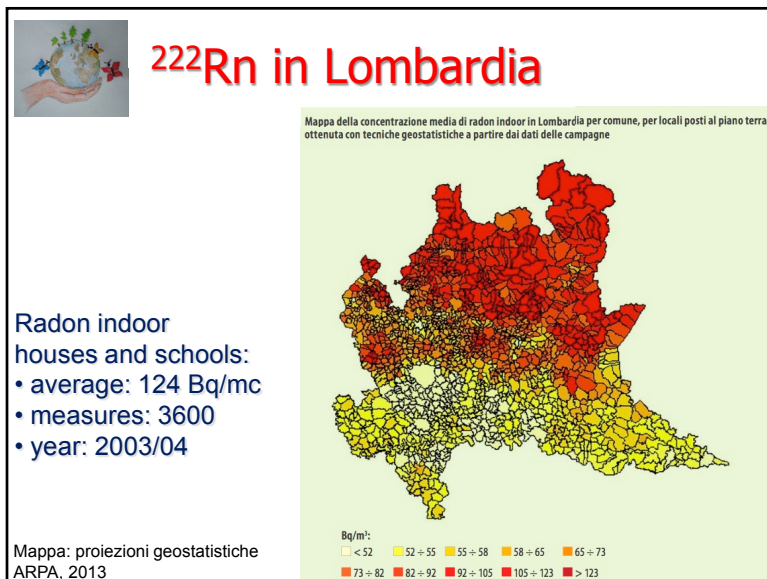 ²²²Rn in Lombardia
Mappa della concentrazione media di radon indoor in Lombardia per comune, per locali posti al piano terra
ottenuta con tecniche geostatistiche a partire dai dati delle campagne
Radon indoor
houses and schools:
• average: 124 Bq/mc
• measures: 3600
• year: 2003/04
Mappa: proiezioni geostatistiche
ARPA, 2013
Bq/m³:
< 52 52 ÷ 55 55 ÷ 58 58 ÷ 65 65 ÷ 73
73 ÷ 82 82 ÷ 92 92 ÷ 105 105 ÷ 123 > 123